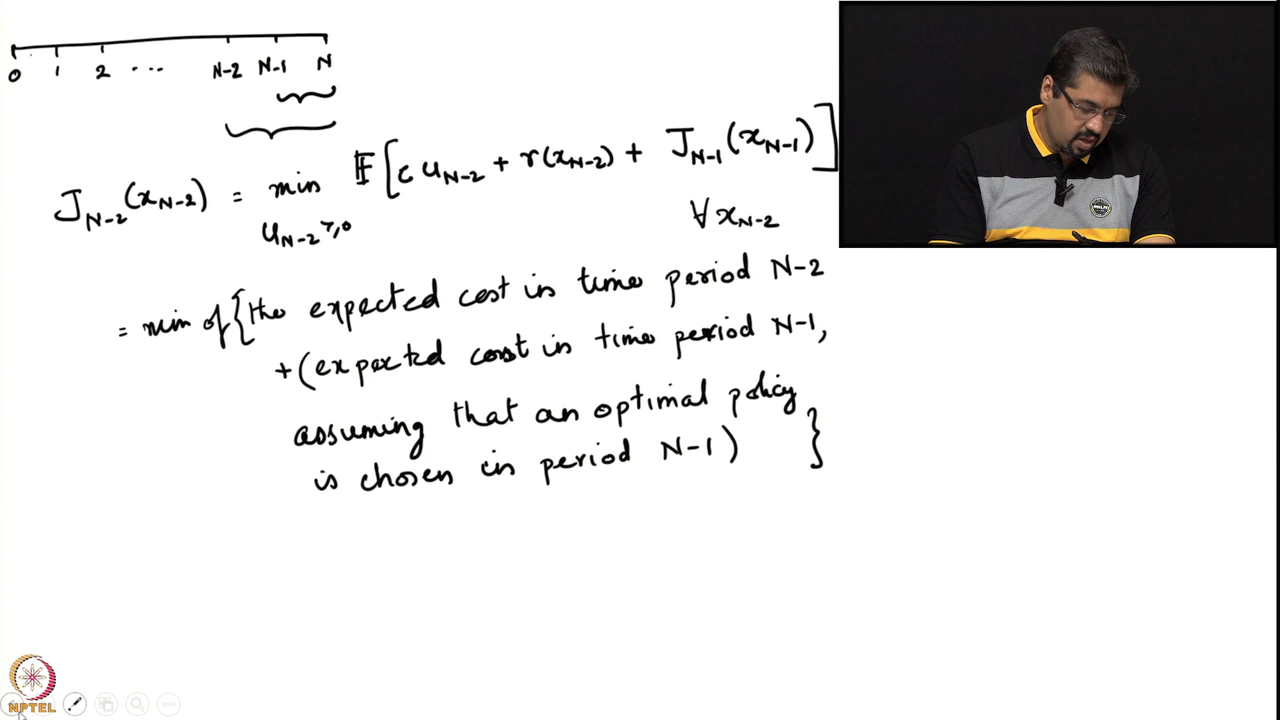 0 1 2 ... N-2 N-1 N
J_{N-2}(x_{N-2}) = min_{u_{N-2} ≥ 0} 𝔼[c u_{N-2} + r(x_{N-2}) + J_{N-1}(x_{N-1})]
∀ x_{N-2}
= min of {the expected cost in time period N-2
+ (expected cost in time period N-1,
assuming that an optimal policy
is chosen in period N-1) }
NPTEL